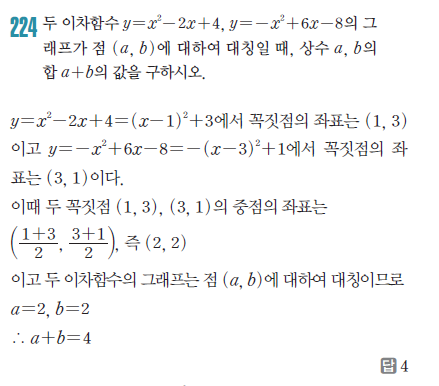 224 두 이차함수 y=x²-2x+4, y=-x²+6x-8의 그
래프가 점 (a, b)에 대하여 대칭일 때, 상수 a, b의
합 a+b의 값을 구하시오.
y=x²-2x+4=(x-1)²+3에서 꼭짓점의 좌표는 (1, 3)
이고 y=-x²+6x-8=-(x-3)²+1에서 꼭짓점의 좌
표는 (3, 1)이다.
이때 두 꼭짓점 (1, 3), (3, 1)의 중점의 좌표는
((1+3)/2, (3+1)/2), 즉 (2, 2)
이고 두 이차함수의 그래프는 점 (a, b)에 대하여 대칭이므로
a=2, b=2
∴ a+b=4
답 4